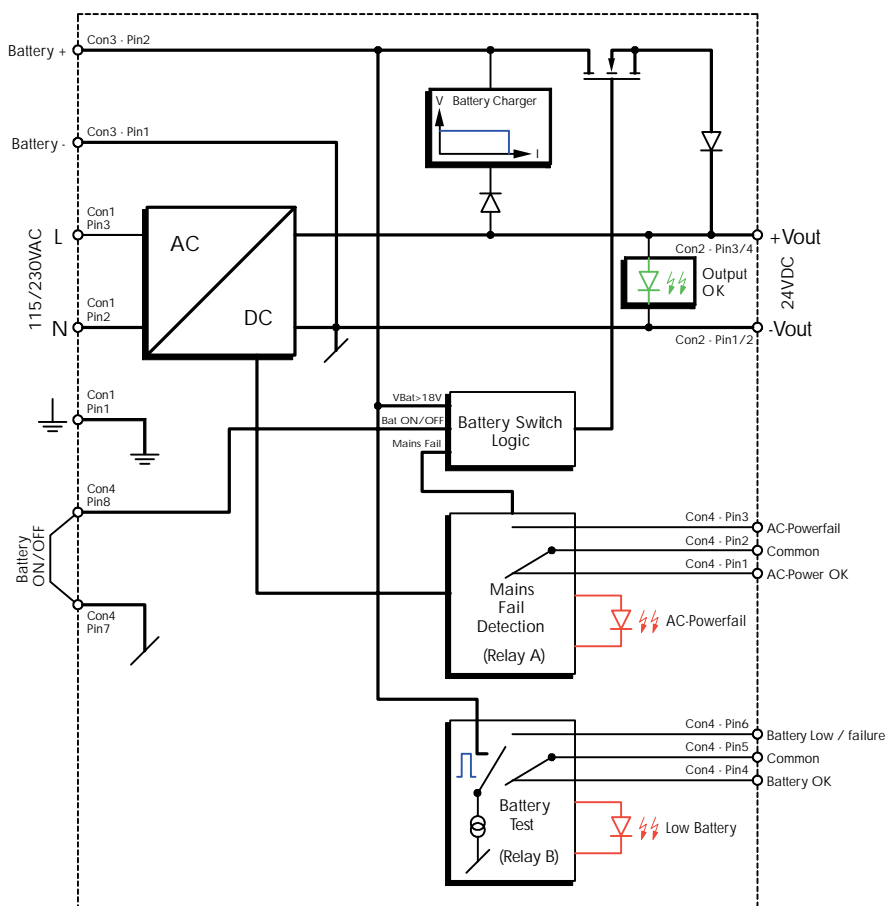 Battery +
Con3 - Pin2
V Battery Charger
I
Battery -
Con3 - Pin1
Con1
Pin3
L
AC
DC
115/230VAC
N
Con1
Pin2
+Vout
Con2 - Pin3/4
Output
OK
24VDC
Con2 - Pin1/2
-Vout
Con1
Pin1
VBat>18V
Bat ON/OFF
Mains Fail
Battery Switch
Logic
Con4
Pin8
Battery
ON/OFF
Con4
Pin7
Con4 - Pin3
AC-Powerfail
Con4 - Pin2
Common
Con4 - Pin1
AC-Power OK
Mains
Fail
Detection
(Relay A)
AC-Powerfail
Con4 - Pin6
Battery Low / failure
Con4 - Pin5
Common
Con4 - Pin4
Battery OK
Battery
Test
(Relay B)
Low Battery